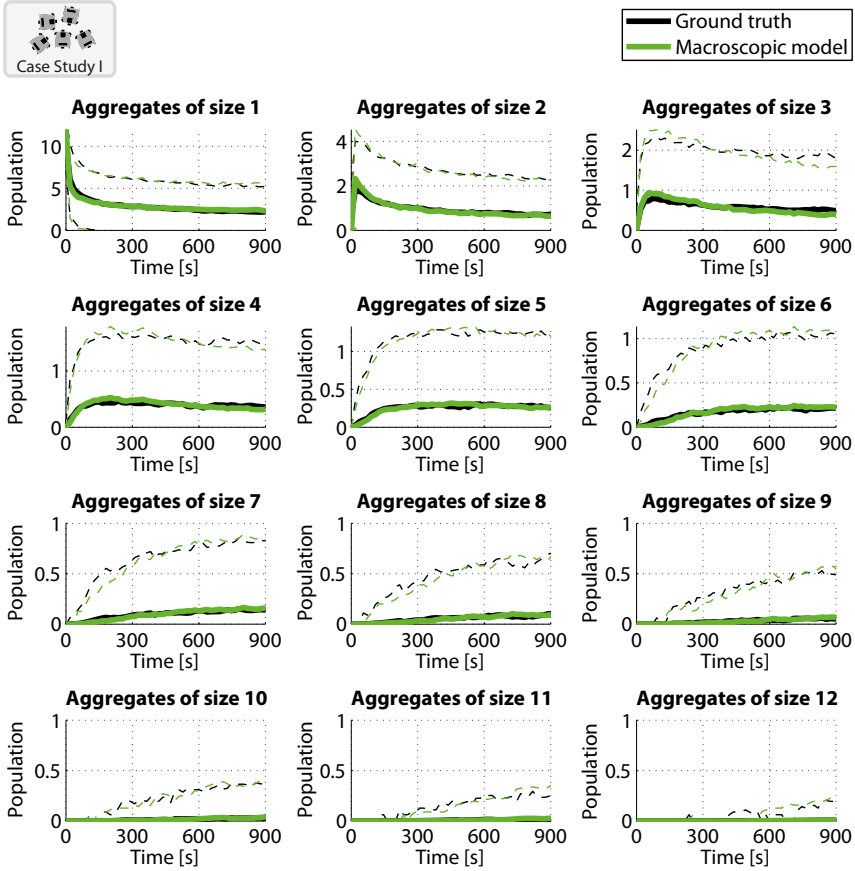 Case Study I
Ground truth
Macroscopic model
Aggregates of size 1
Population
10
5
0
0 300 600 900
Time [s]
Aggregates of size 2
Population
4
2
0
0 300 600 900
Time [s]
Aggregates of size 3
Population
2
1
0
0 300 600 900
Time [s]
Aggregates of size 4
Population
1
0
0 300 600 900
Time [s]
Aggregates of size 5
Population
1
0.5
0
0 300 600 900
Time [s]
Aggregates of size 6
Population
1
0.5
0
0 300 600 900
Time [s]
Aggregates of size 7
Population
1
0.5
0
0 300 600 900
Time [s]
Aggregates of size 8
Population
1
0.5
0
0 300 600 900
Time [s]
Aggregates of size 9
Population
1
0.5
0
0 300 600 900
Time [s]
Aggregates of size 10
Population
1
0.5
0
0 300 600 900
Time [s]
Aggregates of size 11
Population
1
0.5
0
0 300 600 900
Time [s]
Aggregates of size 12
Population
1
0.5
0
0 300 600 900
Time [s]